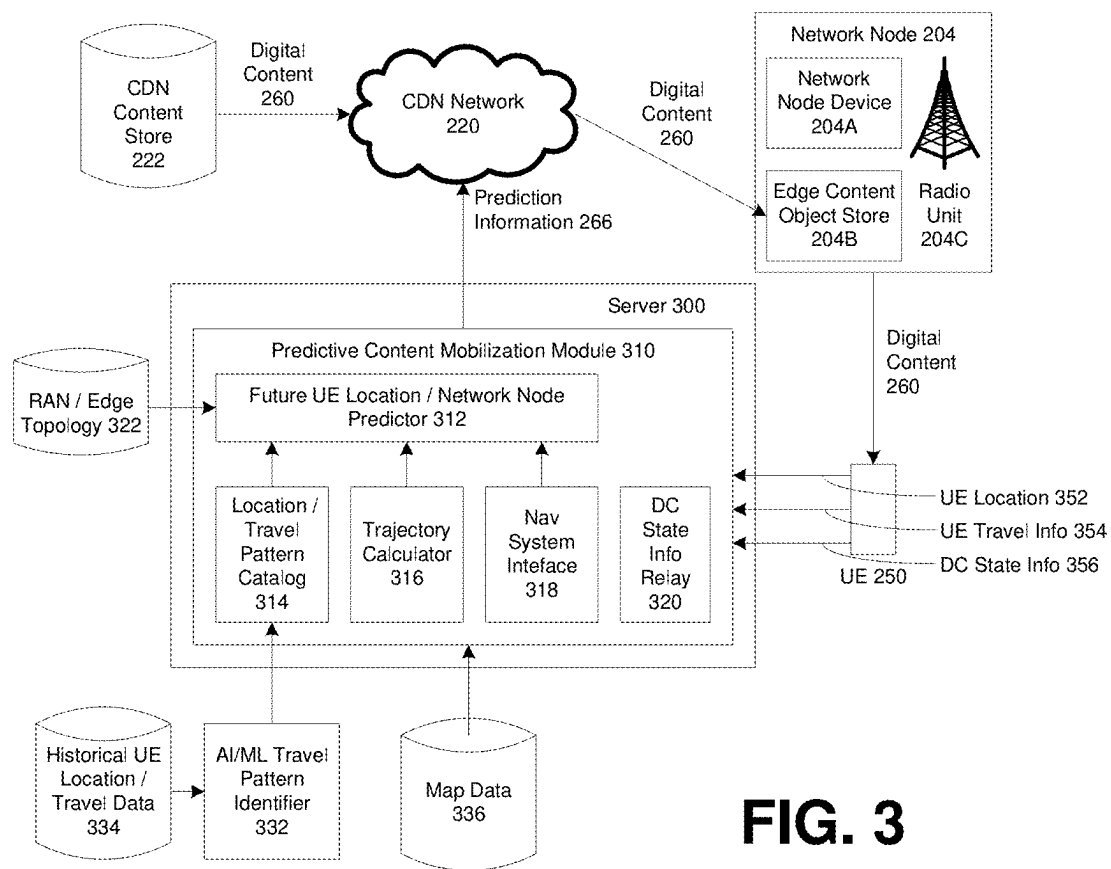 CDN
Content
Store
222
Digital
Content
260
CDN Network
220
Digital
Content
260
Network Node 204
Network
Node Device
204A
Edge Content
Object Store
204B
Radio
Unit
204C
Prediction
Information 266
Server 300
Predictive Content Mobilization Module 310
Future UE Location / Network Node
Predictor 312
RAN / Edge
Topology 322
Location /
Travel
Pattern
Catalog
314
Trajectory
Calculator
316
Nav
System
Inteface
318
DC
State
Info
Relay
320
Digital
Content
260
UE Location 352
UE Travel Info 354
DC State Info 356
UE 250
Historical UE
Location /
Travel Data
334
AI/ML Travel
Pattern
Identifier
332
Map Data
336
FIG. 3